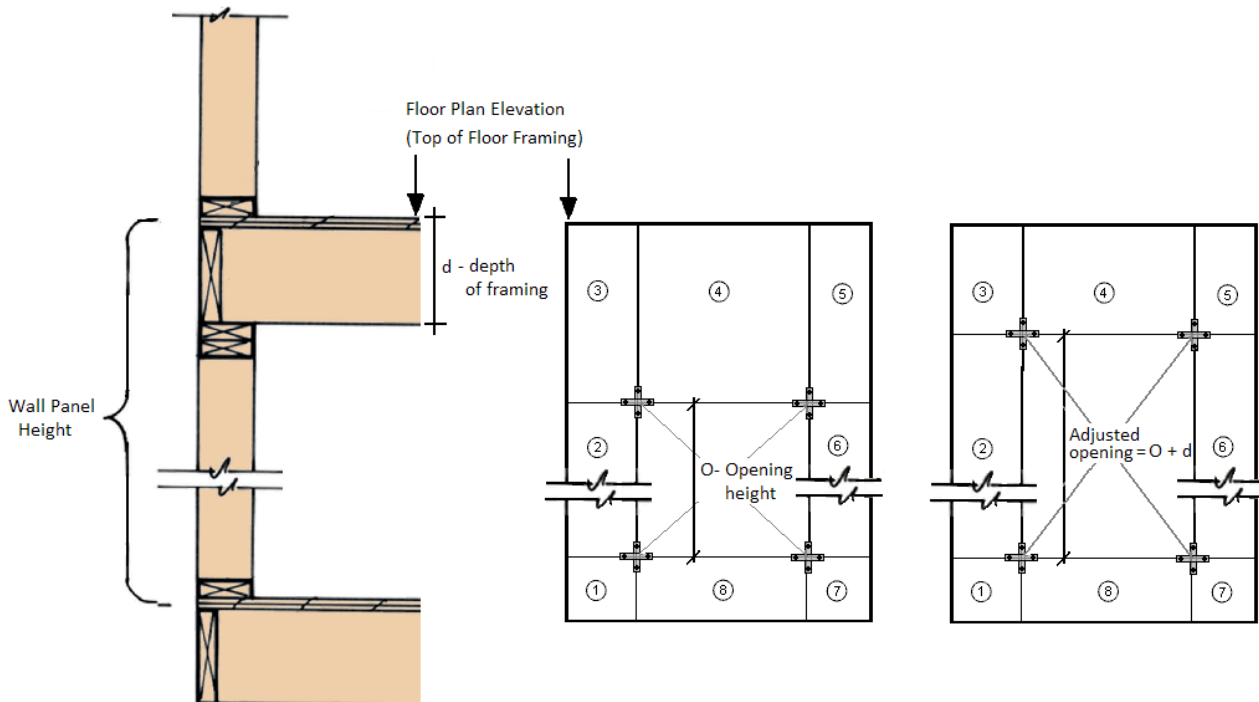 Floor Plan Elevation
(Top of Floor Framing)
d - depth
of framing
Wall Panel
Height
3
4
5
2
6
O- Opening
height
1
8
7
3
4
5
2
6
Adjusted
opening = O + d
1
8
7